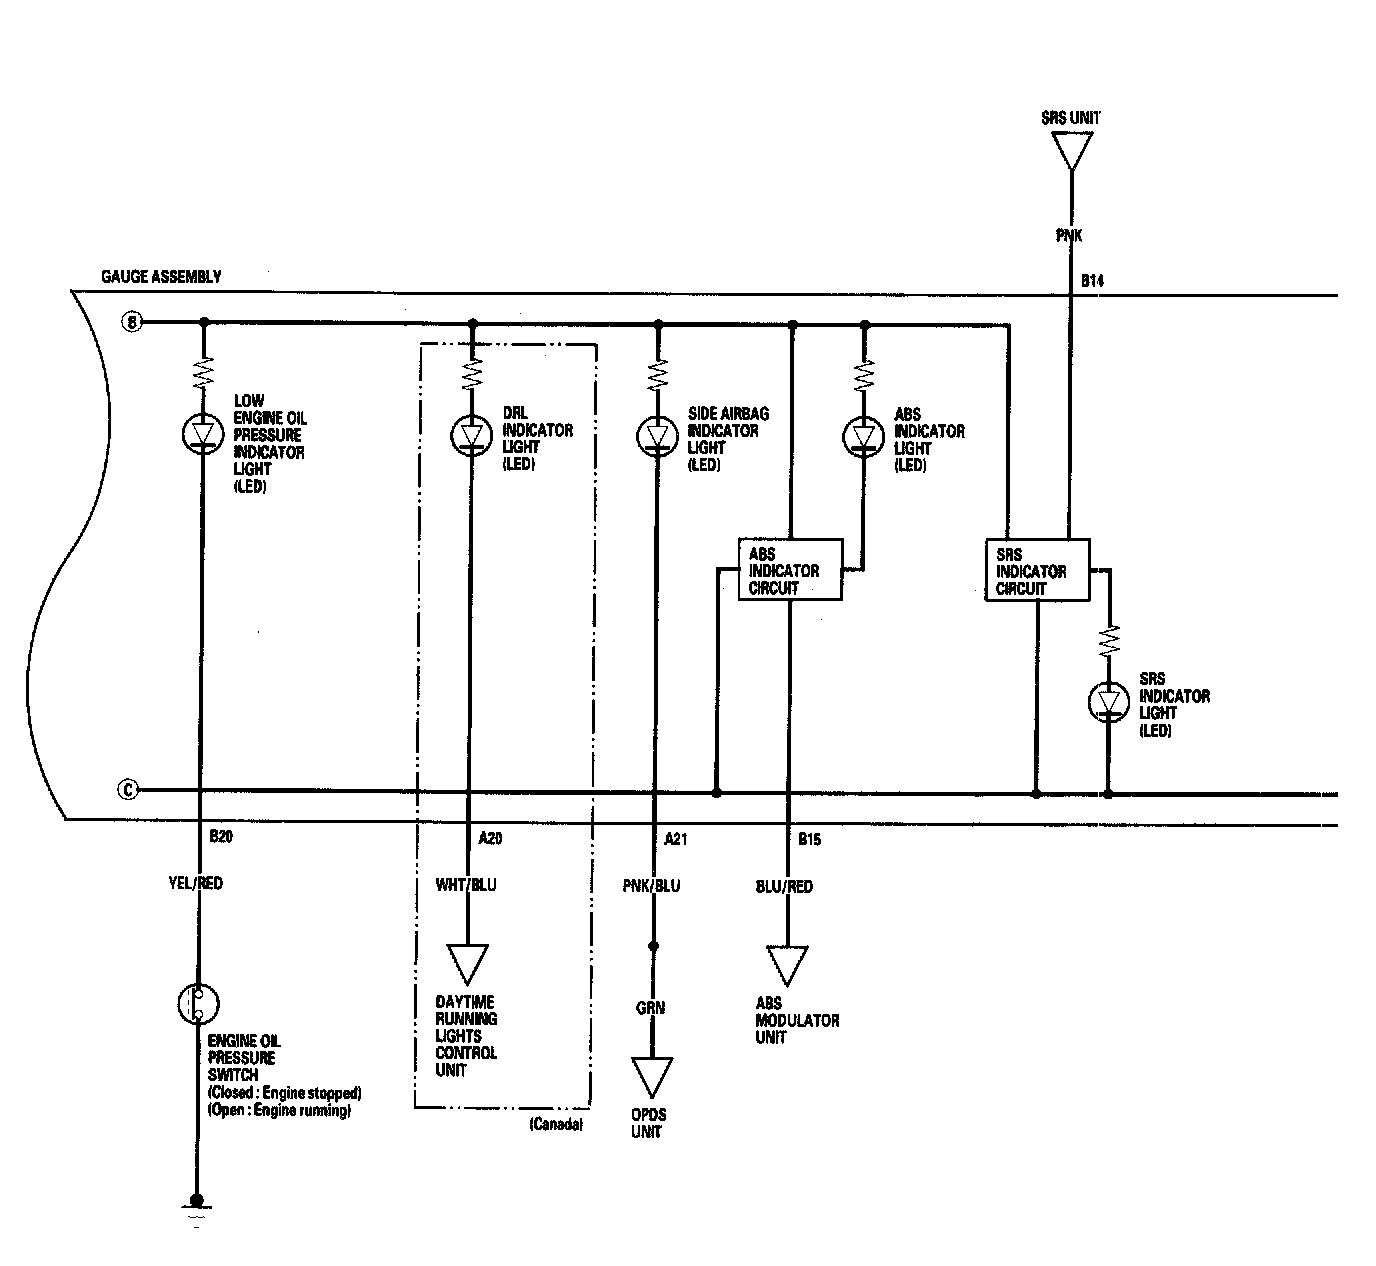 SRS UNIT
PNK
GAUGE ASSEMBLY
B14
B
LOW
ENGINE OIL
PRESSURE
INDICATOR
LIGHT
(LED)
DRL
INDICATOR
LIGHT
(LED)
SIDE AIRBAG
INDICATOR
LIGHT
(LED)
ABS
INDICATOR
LIGHT
(LED)
ABS
INDICATOR
CIRCUIT
SRS
INDICATOR
CIRCUIT
SRS
INDICATOR
LIGHT
(LED)
C
B20
A20
A21
B15
YEL/RED
WHT/BLU
PNK/BLU
BLU/RED
DAYTIME
RUNNING
LIGHTS
CONTROL
UNIT
GRN
ABS
MODULATOR
UNIT
ENGINE OIL
PRESSURE
SWITCH
(Closed : Engine stopped)
(Open : Engine running)
(Canada)
OPDS
UNIT